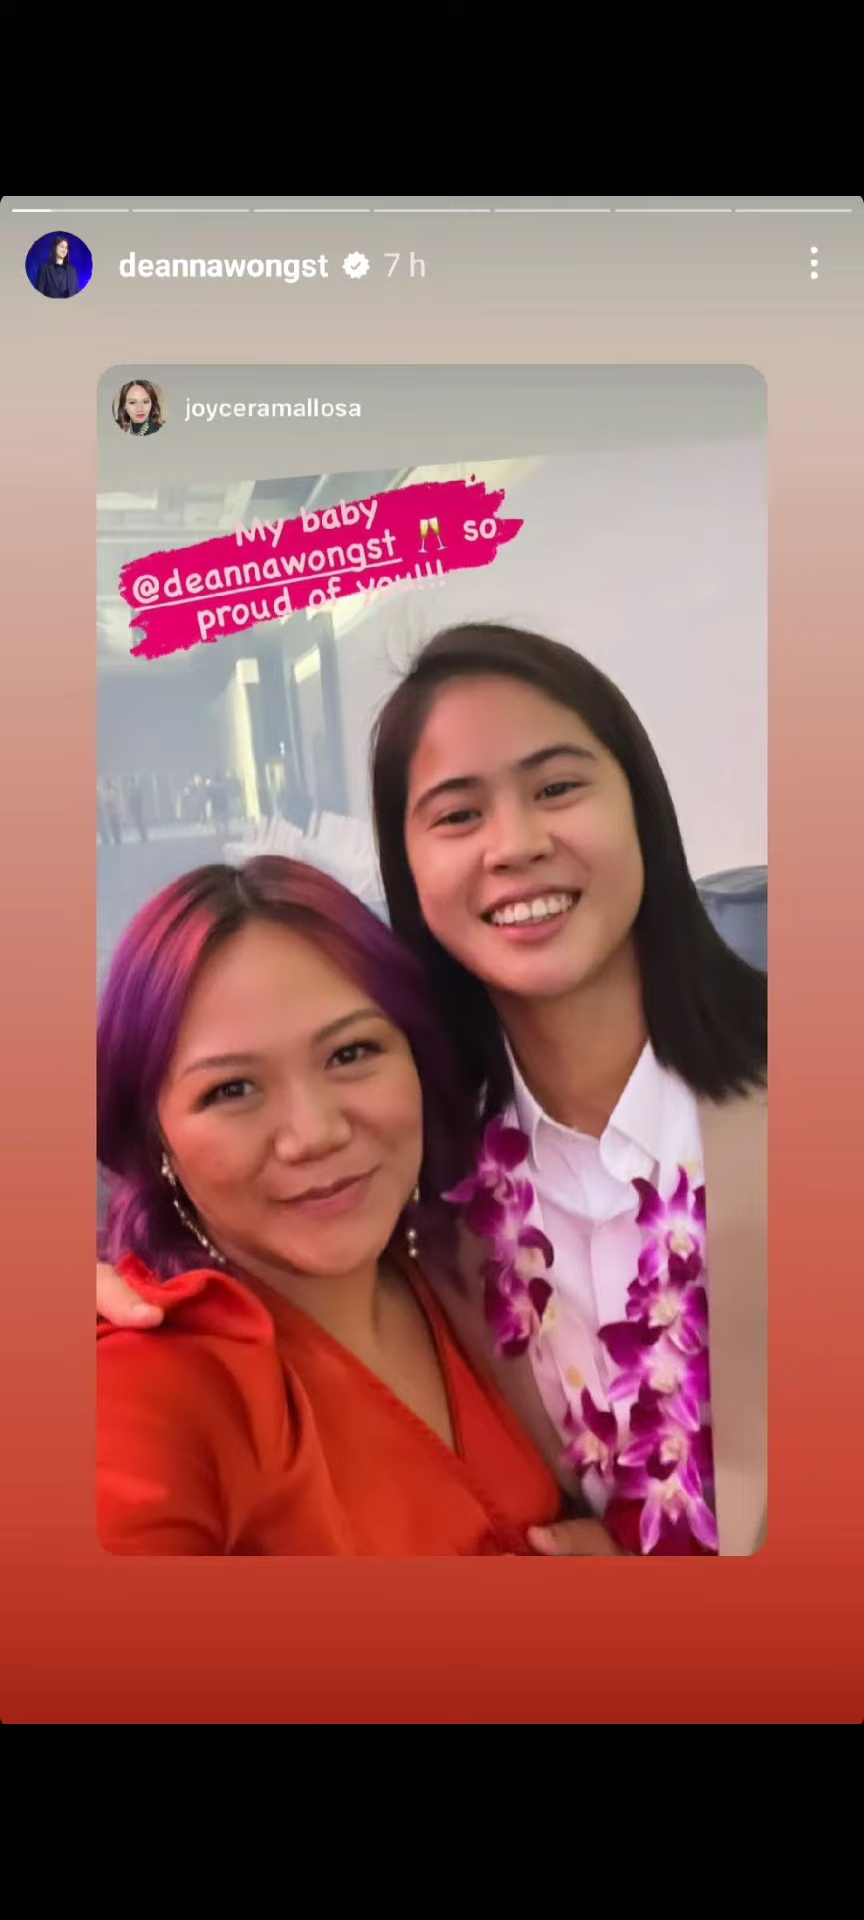 deannawongst 7 h
joyceramallosa
My baby
@deannawongst 🥂 so
proud of you!!!